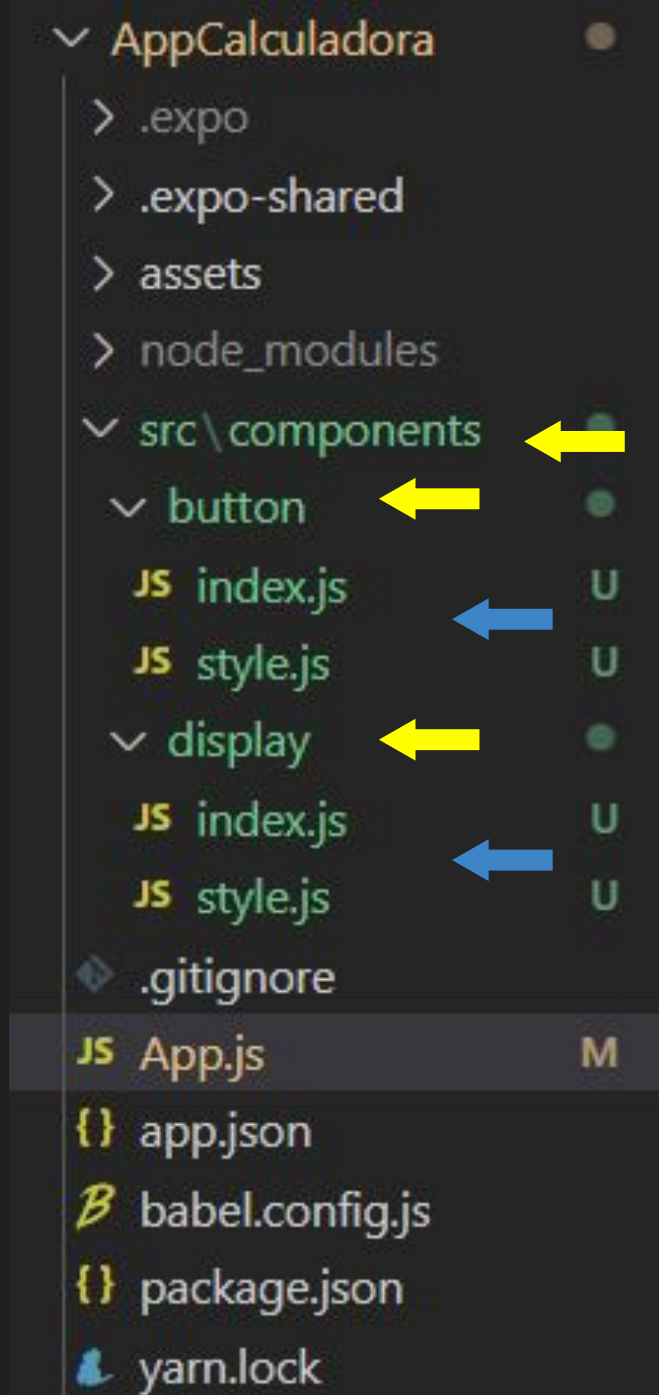 AppCalculadora
.expo
.expo-shared
assets
node_modules
src\components
button
JS index.js U
JS style.js U
display
JS index.js U
JS style.js U
.gitignore
JS App.js M
{} app.json
B babel.config.js
{} package.json
yarn.lock